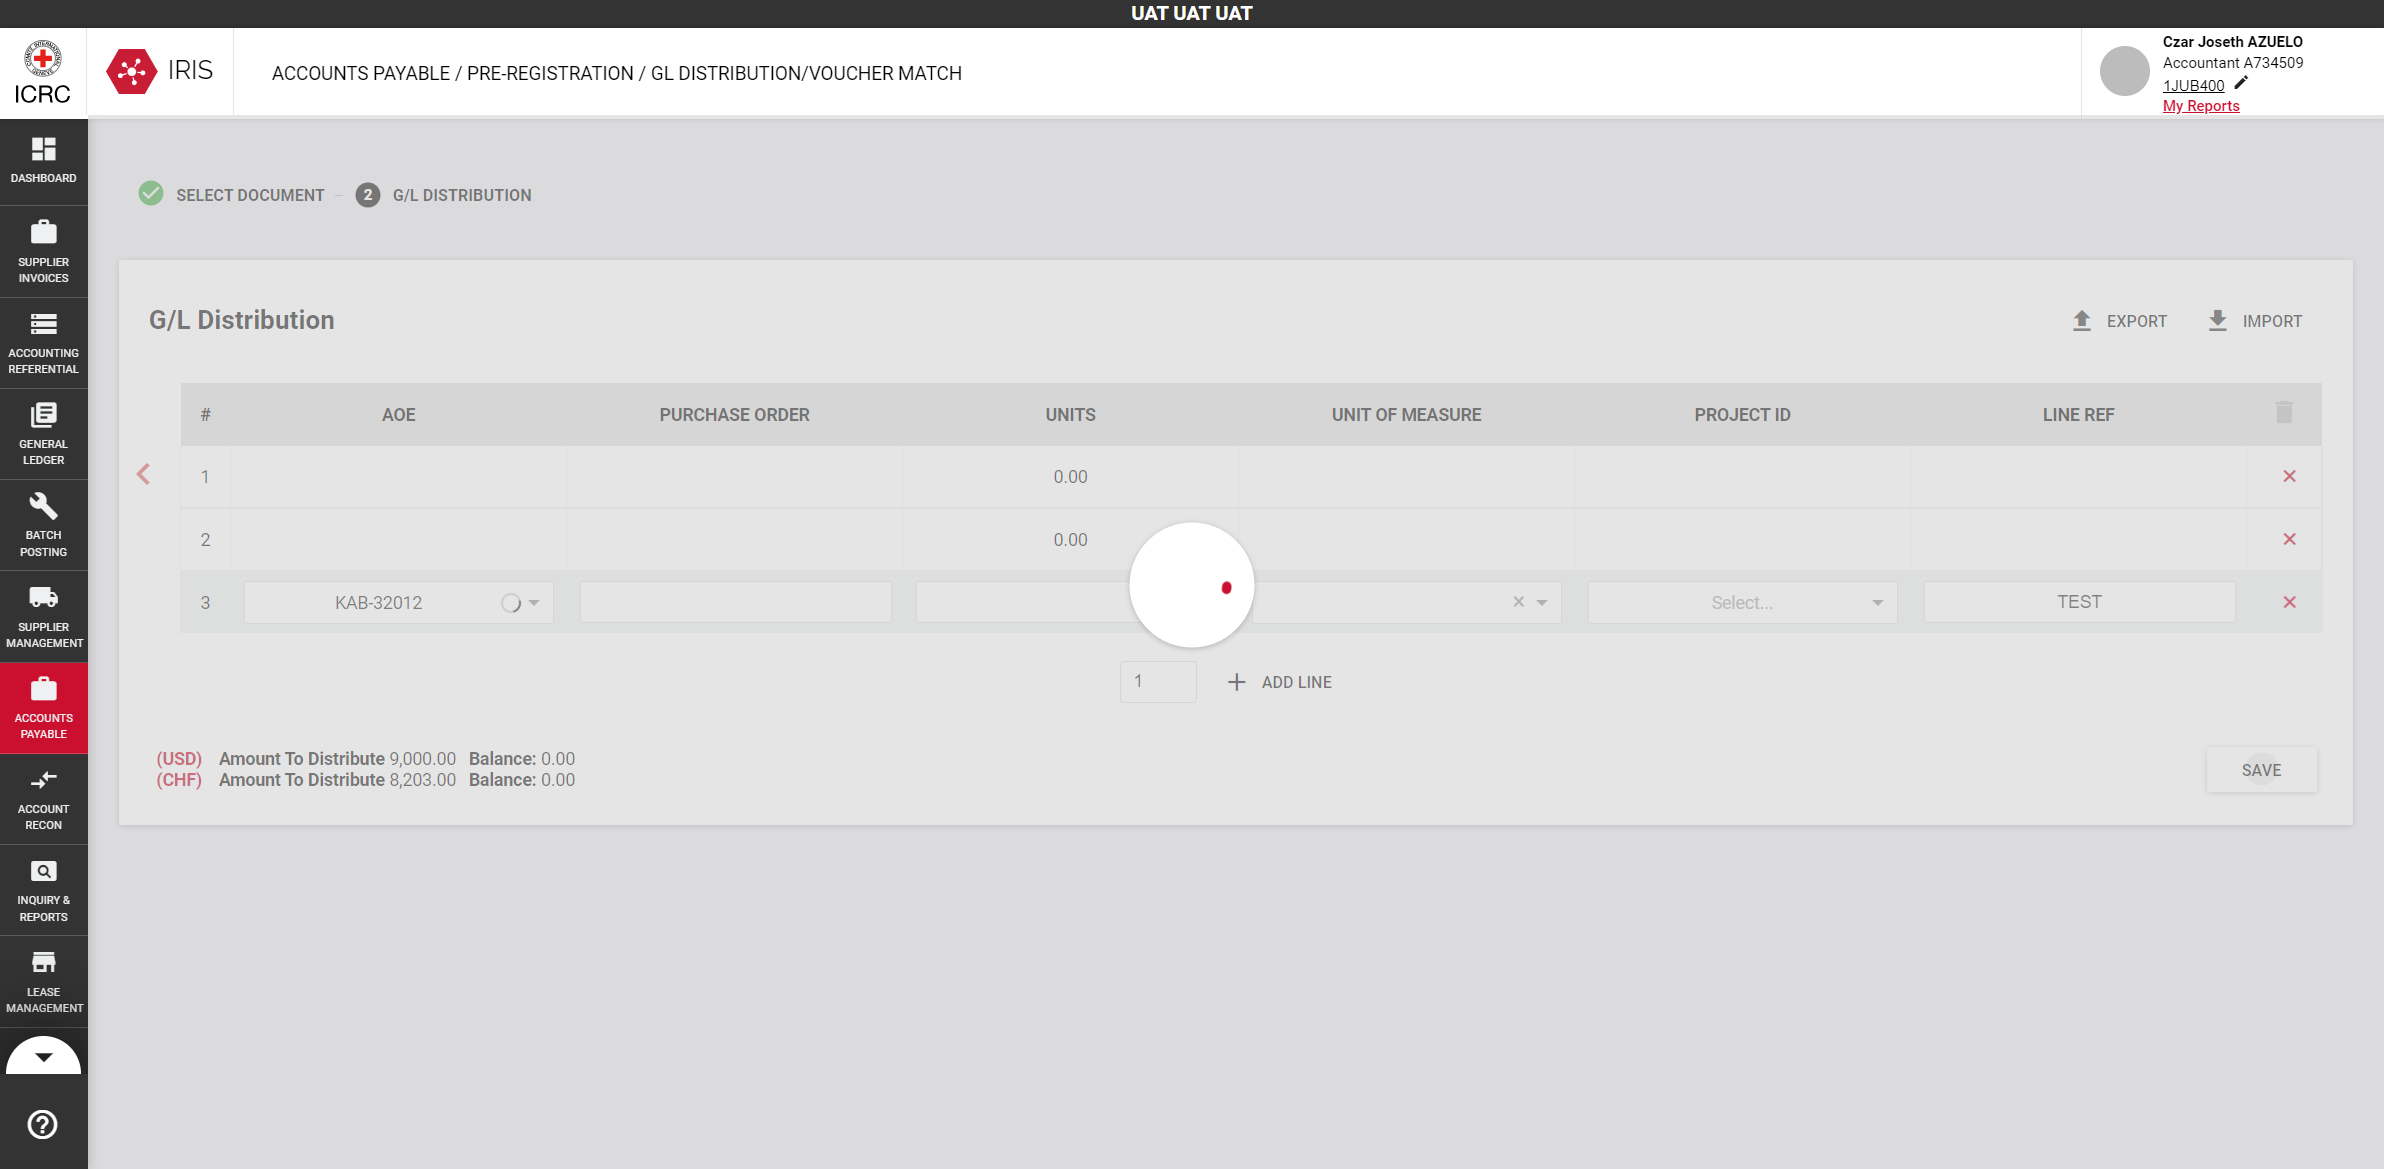 UAT UAT UAT
ICRC
IRIS
ACCOUNTS PAYABLE / PRE-REGISTRATION / GL DISTRIBUTION/VOUCHER MATCH
Czar Joseth AZUELO
Accountant A734509
1JUB400
My Reports
DASHBOARD
SUPPLIER
INVOICES
ACCOUNTING
REFERENTIAL
GENERAL
LEDGER
BATCH
POSTING
SUPPLIER
MANAGEMENT
ACCOUNTS
PAYABLE
ACCOUNT
RECON
INQUIRY &
REPORTS
LEASE
MANAGEMENT
SELECT DOCUMENT
2 G/L DISTRIBUTION
G/L Distribution
EXPORT
IMPORT
# AOE PURCHASE ORDER UNITS UNIT OF MEASURE PROJECT ID LINE REF
1 0.00
2 0.00
3 KAB-32012 Select... TEST
1 ADD LINE
(USD) Amount To Distribute 9,000.00 Balance: 0.00
(CHF) Amount To Distribute 8,203.00 Balance: 0.00
SAVE